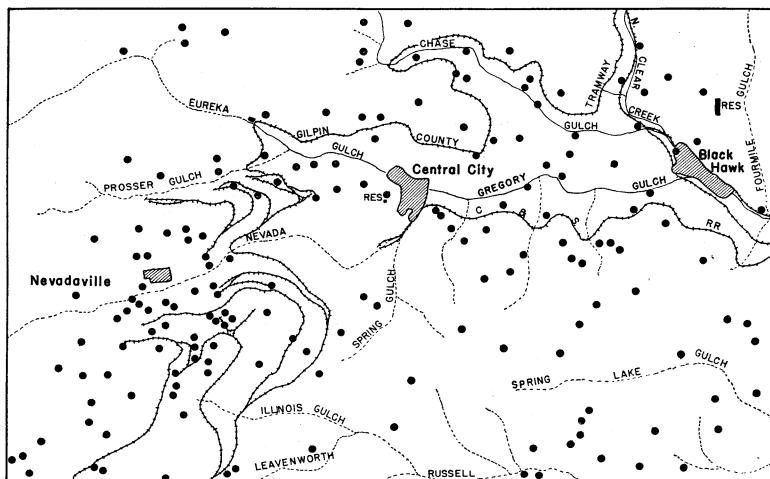 CHASE
GULCH
TRAMWAY
N. CLEAR
CREEK
RES
FOURMILE
GULCH
EUREKA
GULCH
GILPIN
COUNTY
Black
Hawk
PROSSER GULCH
Central City
RES.
GREGORY
GULCH
C & S RR
NEVADA
Nevadaville
SPRING
GULCH
SPRING LAKE GULCH
ILLINOIS GULCH
LEAVENWORTH
RUSSELL